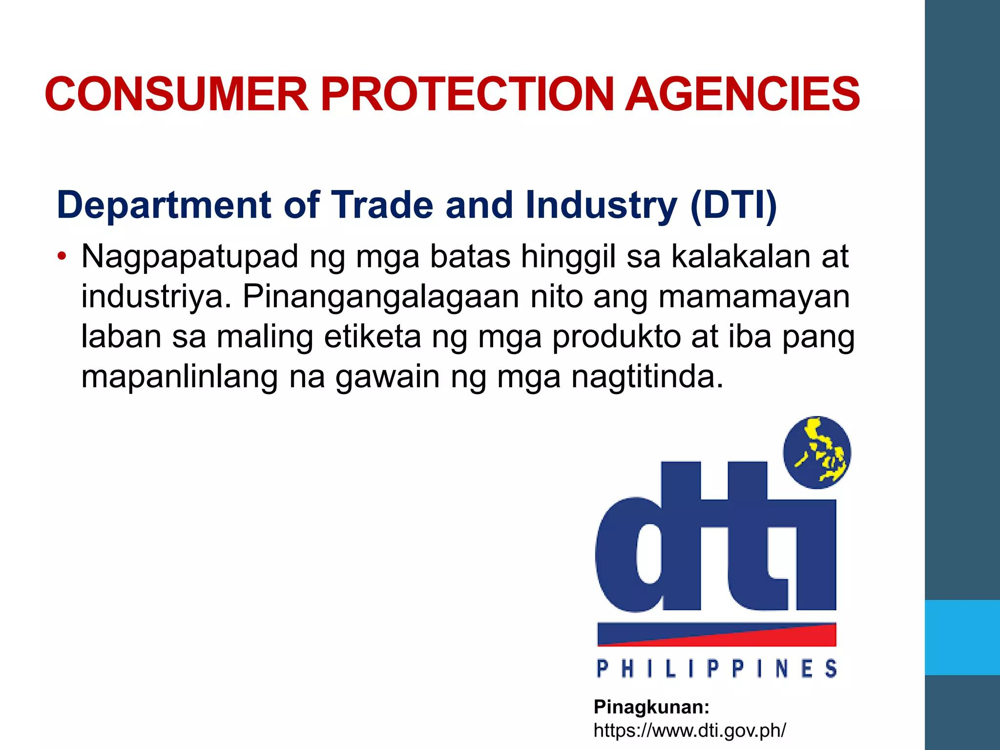 CONSUMER PROTECTION AGENCIES
Department of Trade and Industry (DTI)
• Nagpapatupad ng mga batas hinggil sa kalakalan at
industriya. Pinangangalagaan nito ang mamamayan
laban sa maling etiketa ng mga produkto at iba pang
mapanlinlang na gawain ng mga nagtitinda.
dti
PHILIPPINES
Pinagkunan:
https://www.dti.gov.ph/